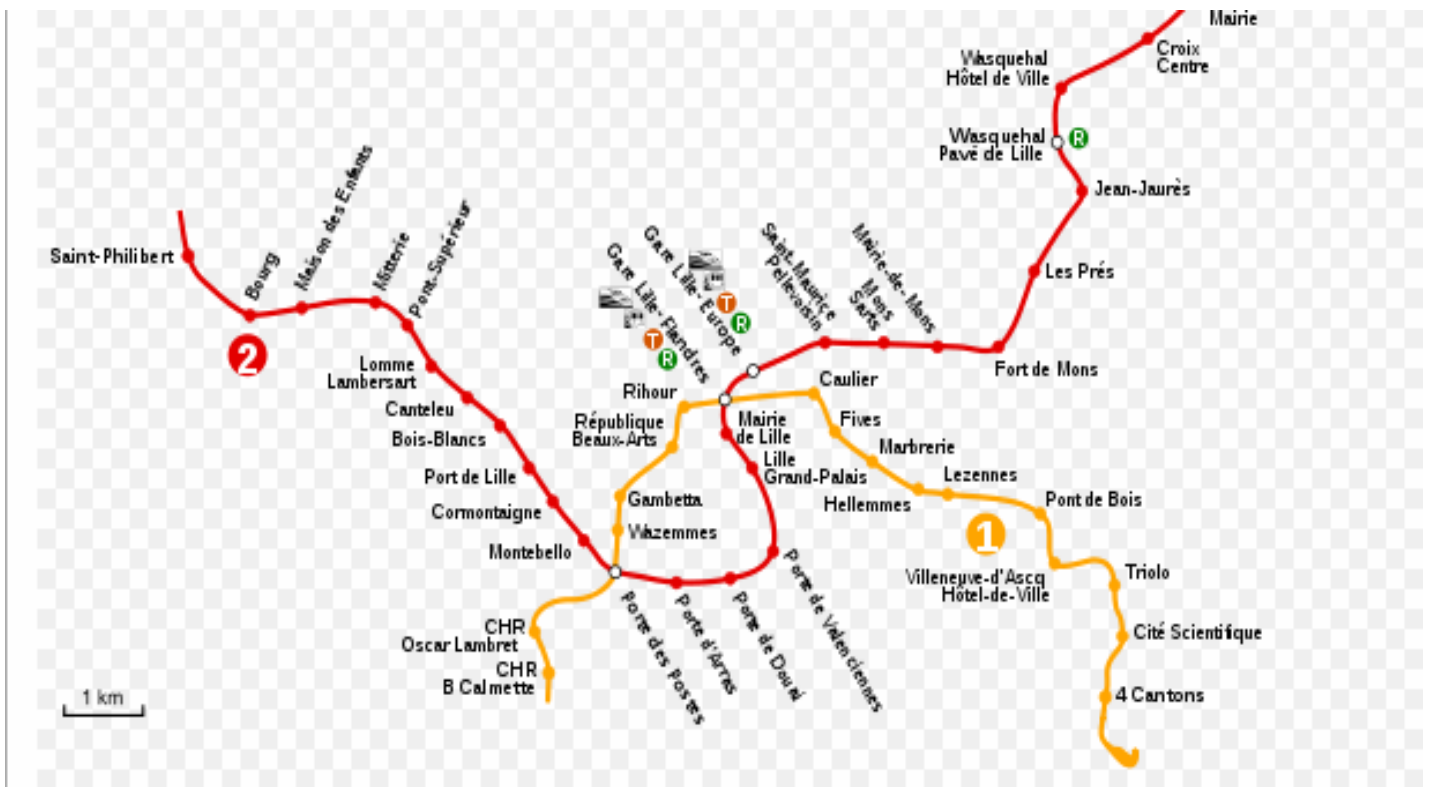 Mairie
Croix
Centre
Wasquehal
Hôtel de Ville
Wasquehal
Pavé de Lille
R
Jean-Jaurès
Les Prés
Fort de Mons
Mairie-de-Mons
Mons
Sarts
Saint-Maurice
Pellevoisin
Gare Lille-Europe
T
R
Gare Lille-Flandres
T
R
Saint-Philibert
Bourg
Maison des Enfants
Mitterie
Pont-Supérieur
2
Lomme
Lambersart
Canteleu
Bois-Blancs
Port de Lille
Cormontaigne
Montebello
Rihour
République
Beaux-Arts
Gambetta
Wazemmes
Mairie
de Lille
Lille
Grand-Palais
Caulier
Fives
Marbrerie
Hellemmes
Lezennes
Pont de Bois
1
Villeneuve-d'Ascq
Hôtel-de-Ville
Triolo
Cité Scientifique
4 Cantons
CHR
Oscar Lambret
CHR
B Calmette
Porte des Postes
Porte d'Arras
Porte de Douai
Porte de Valenciennes
1 km